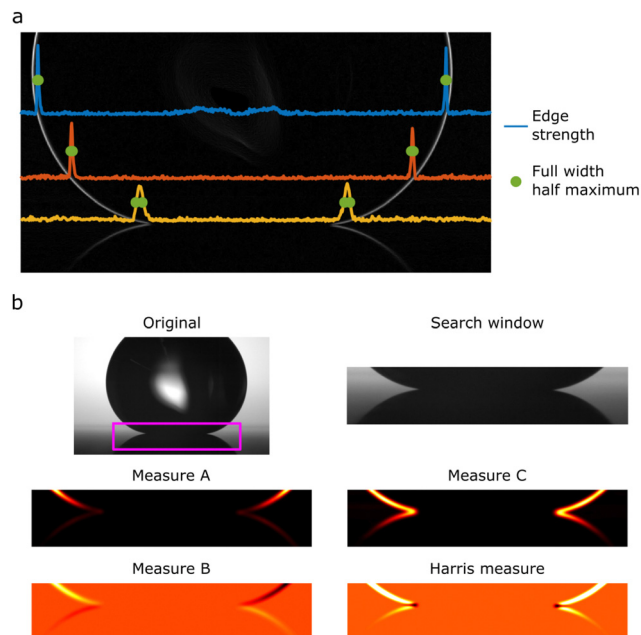 a
Edge
strength
Full width
half maximum
b
Original
Search window
Measure A
Measure C
Measure B
Harris measure